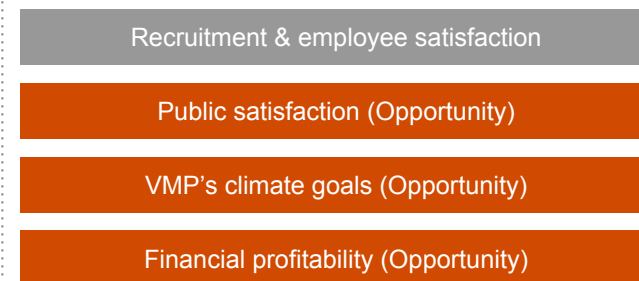 Recruitment & employee satisfaction
Public satisfaction (Opportunity)
VMP's climate goals (Opportunity)
Financial profitability (Opportunity)